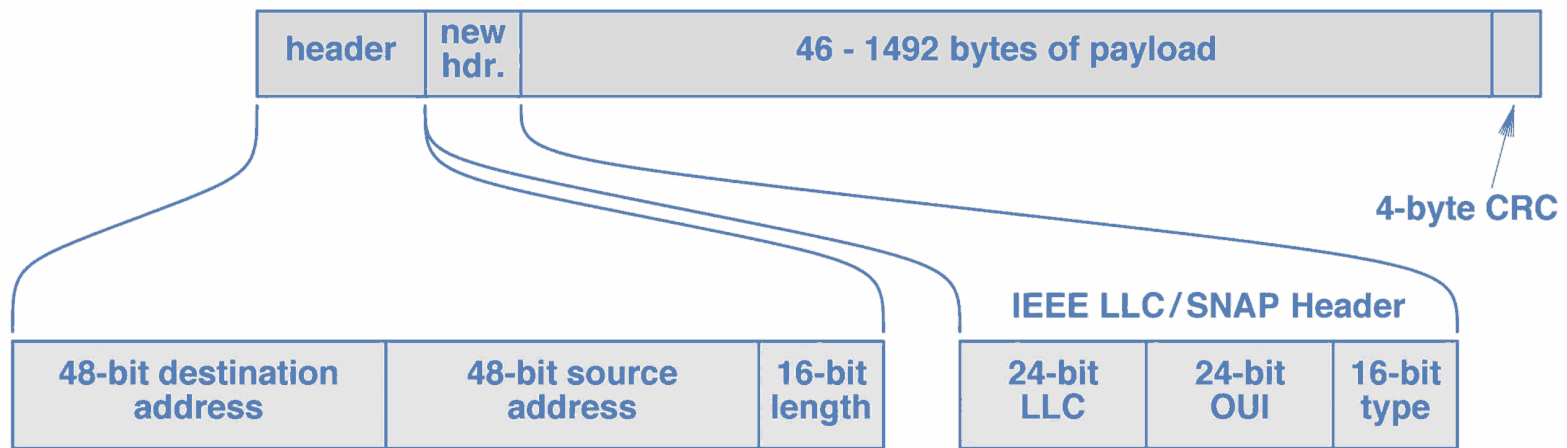 header
new
hdr.
46 - 1492 bytes of payload
4-byte CRC
IEEE LLC/SNAP Header
48-bit destination
address
48-bit source
address
16-bit
length
24-bit
LLC
24-bit
OUI
16-bit
type